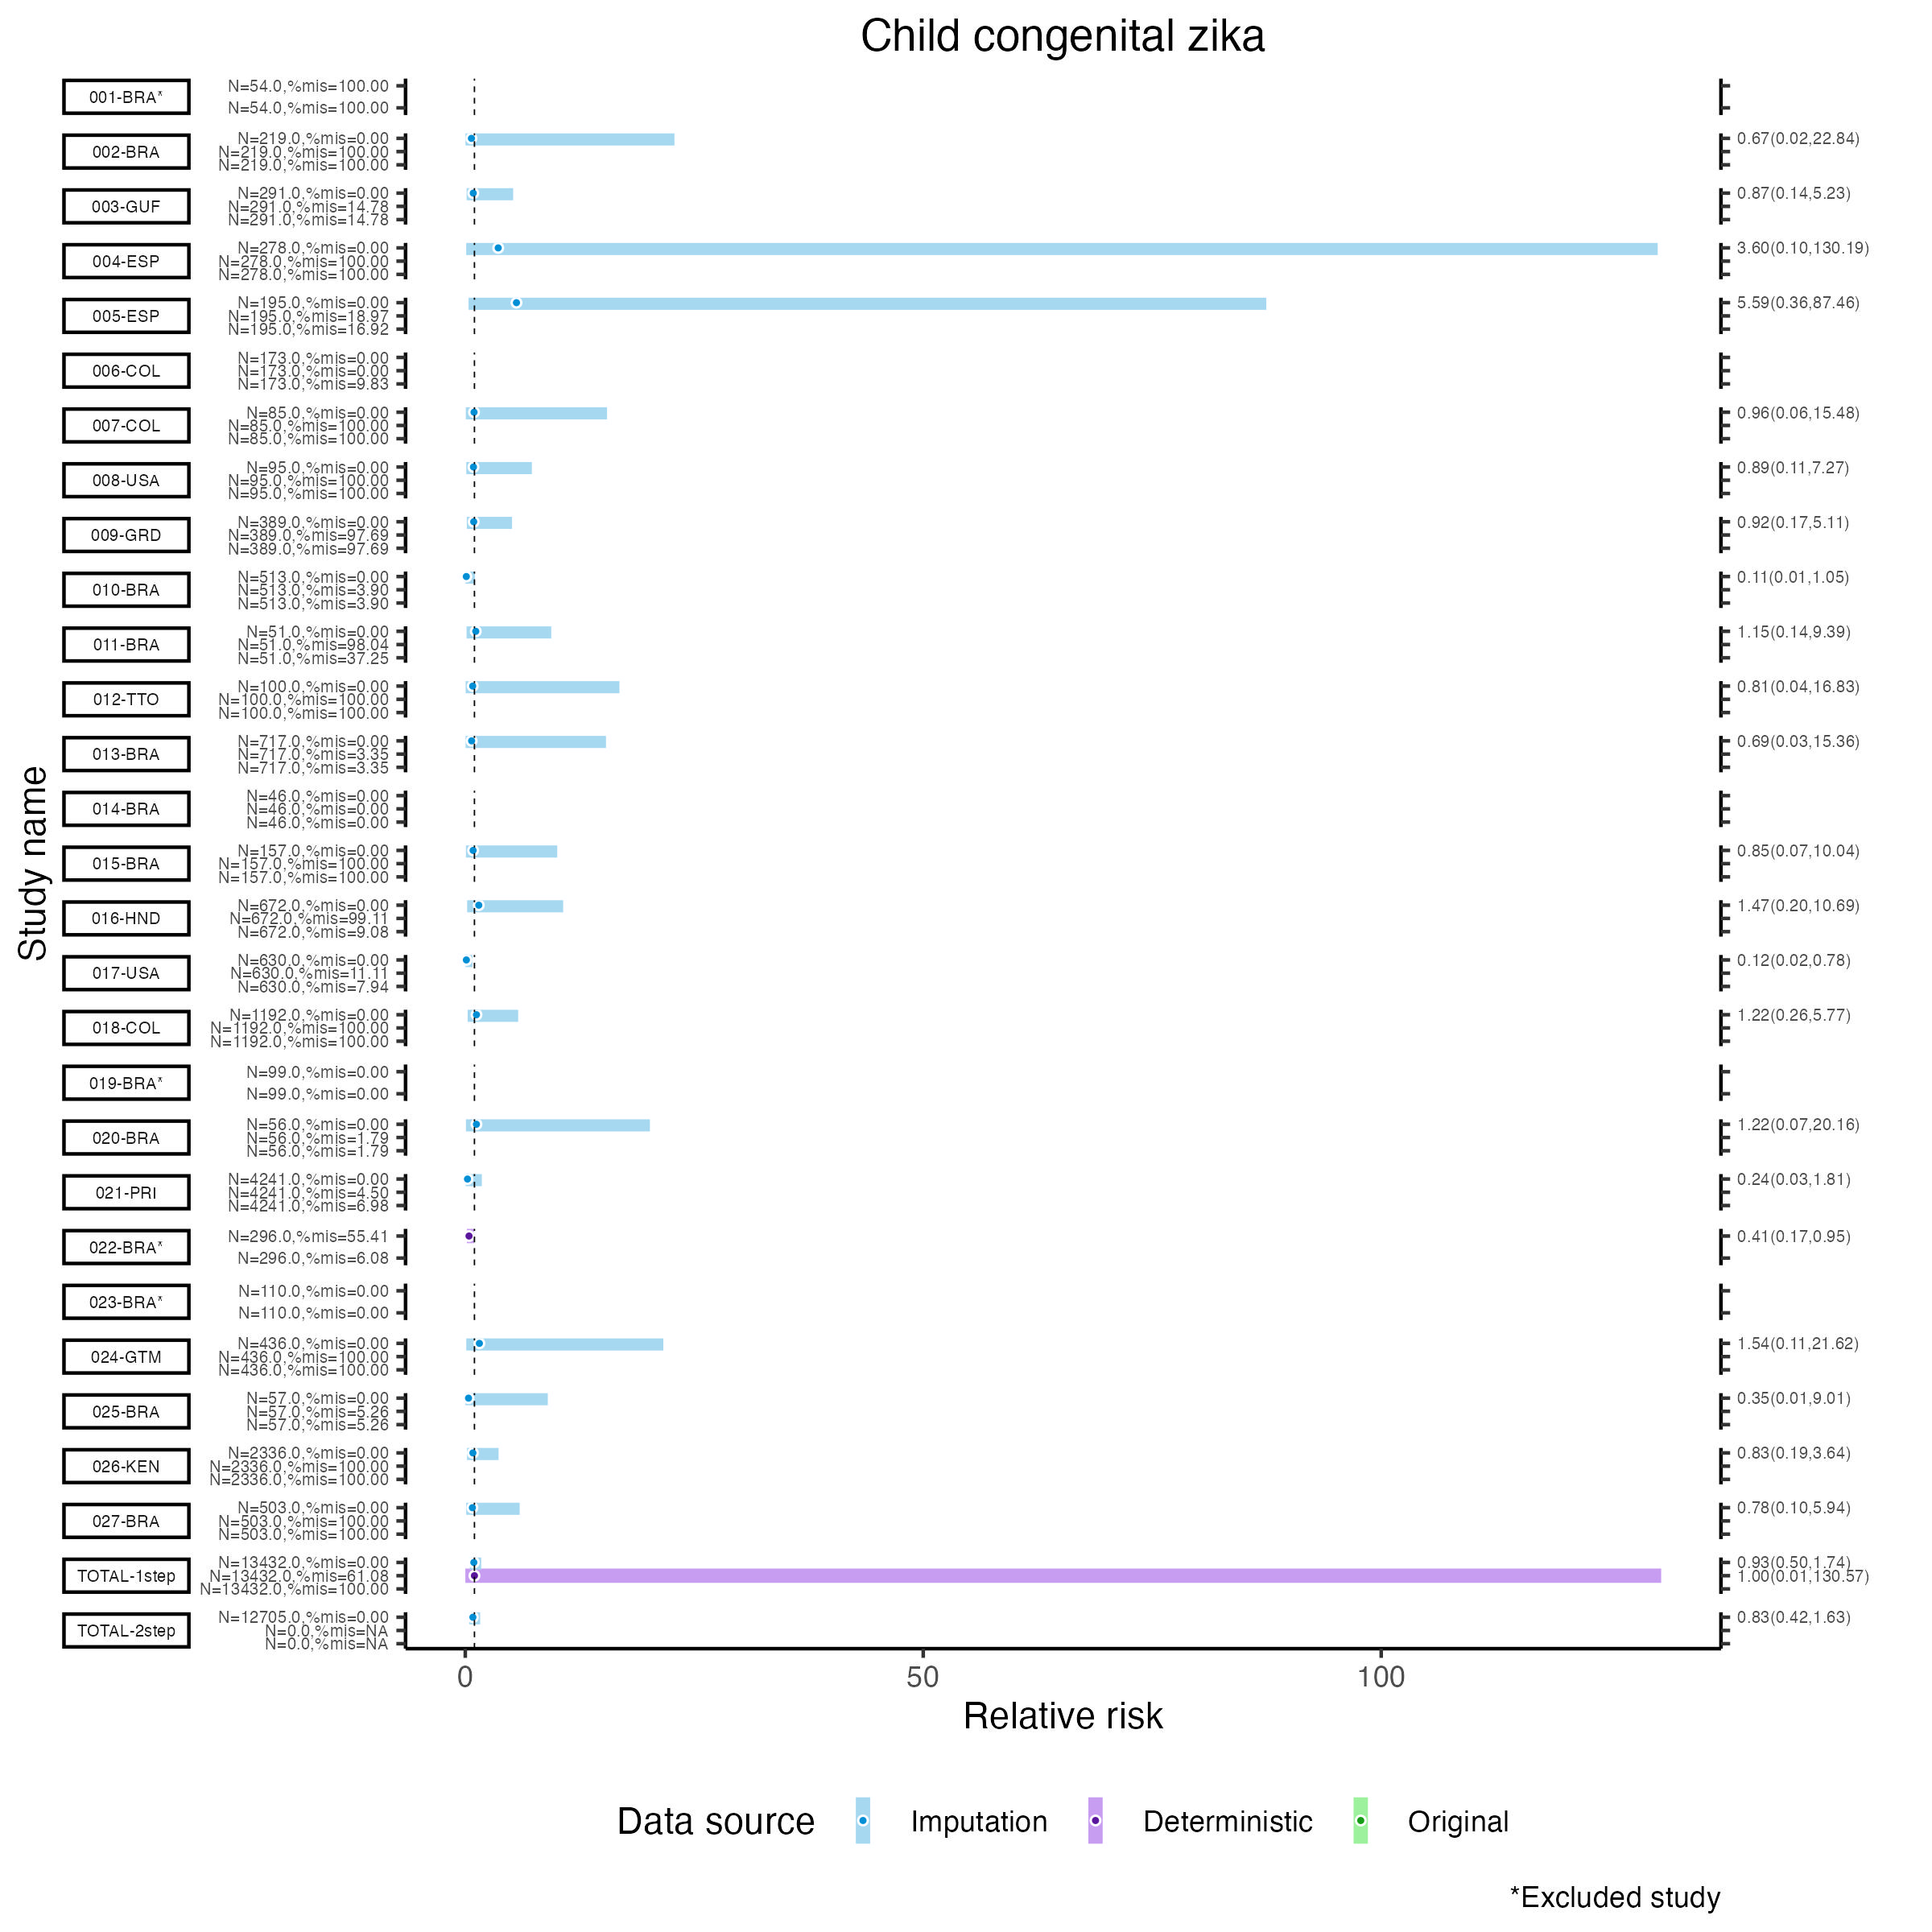 Child congenital zika
Study name
001-BRA*
N=54.0,%mis=100.00
N=54.0,%mis=100.00
002-BRA
N=219.0,%mis=0.00
N=219.0,%mis=100.00
N=219.0,%mis=100.00
0.67(0.02,22.84)
003-GUF
N=291.0,%mis=0.00
N=291.0,%mis=14.78
N=291.0,%mis=14.78
0.87(0.14,5.23)
004-ESP
N=278.0,%mis=0.00
N=278.0,%mis=100.00
N=278.0,%mis=100.00
3.60(0.10,130.19)
005-ESP
N=195.0,%mis=0.00
N=195.0,%mis=18.97
N=195.0,%mis=16.92
5.59(0.36,87.46)
006-COL
N=173.0,%mis=0.00
N=173.0,%mis=0.00
N=173.0,%mis=9.83
007-COL
N=85.0,%mis=0.00
N=85.0,%mis=100.00
N=85.0,%mis=100.00
0.96(0.06,15.48)
008-USA
N=95.0,%mis=0.00
N=95.0,%mis=100.00
N=95.0,%mis=100.00
0.89(0.11,7.27)
009-GRD
N=389.0,%mis=0.00
N=389.0,%mis=97.69
N=389.0,%mis=97.69
0.92(0.17,5.11)
010-BRA
N=513.0,%mis=0.00
N=513.0,%mis=3.90
N=513.0,%mis=3.90
0.11(0.01,1.05)
011-BRA
N=51.0,%mis=0.00
N=51.0,%mis=98.04
N=51.0,%mis=37.25
1.15(0.14,9.39)
012-TTO
N=100.0,%mis=0.00
N=100.0,%mis=100.00
N=100.0,%mis=100.00
0.81(0.04,16.83)
013-BRA
N=717.0,%mis=0.00
N=717.0,%mis=3.35
N=717.0,%mis=3.35
0.69(0.03,15.36)
014-BRA
N=46.0,%mis=0.00
N=46.0,%mis=0.00
N=46.0,%mis=0.00
015-BRA
N=157.0,%mis=0.00
N=157.0,%mis=100.00
N=157.0,%mis=100.00
0.85(0.07,10.04)
016-HND
N=672.0,%mis=0.00
N=672.0,%mis=99.11
N=672.0,%mis=9.08
1.47(0.20,10.69)
017-USA
N=630.0,%mis=0.00
N=630.0,%mis=11.11
N=630.0,%mis=7.94
0.12(0.02,0.78)
018-COL
N=1192.0,%mis=0.00
N=1192.0,%mis=100.00
N=1192.0,%mis=100.00
1.22(0.26,5.77)
019-BRA*
N=99.0,%mis=0.00
N=99.0,%mis=0.00
020-BRA
N=56.0,%mis=0.00
N=56.0,%mis=1.79
N=56.0,%mis=1.79
1.22(0.07,20.16)
021-PRI
N=4241.0,%mis=0.00
N=4241.0,%mis=4.50
N=4241.0,%mis=6.98
0.24(0.03,1.81)
022-BRA*
N=296.0,%mis=55.41
N=296.0,%mis=6.08
0.41(0.17,0.95)
023-BRA*
N=110.0,%mis=0.00
N=110.0,%mis=0.00
024-GTM
N=436.0,%mis=0.00
N=436.0,%mis=100.00
N=436.0,%mis=100.00
1.54(0.11,21.62)
025-BRA
N=57.0,%mis=0.00
N=57.0,%mis=5.26
N=57.0,%mis=5.26
0.35(0.01,9.01)
026-KEN
N=2336.0,%mis=0.00
N=2336.0,%mis=100.00
N=2336.0,%mis=100.00
0.83(0.19,3.64)
027-BRA
N=503.0,%mis=0.00
N=503.0,%mis=100.00
N=503.0,%mis=100.00
0.78(0.10,5.94)
TOTAL-1step
N=13432.0,%mis=0.00
N=13432.0,%mis=61.08
N=13432.0,%mis=100.00
0.93(0.50,1.74)
1.00(0.01,130.57)
TOTAL-2step
N=12705.0,%mis=0.00
N=0.0,%mis=NA
N=0.0,%mis=NA
0.83(0.42,1.63)
0 50 100
Relative risk
Data source Imputation Deterministic Original
*Excluded study